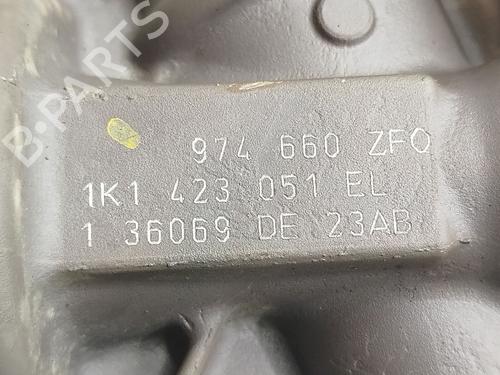 B-PARTS
974 660 ZFO
1K1 423 051 EL
1 36069 DE 23AB